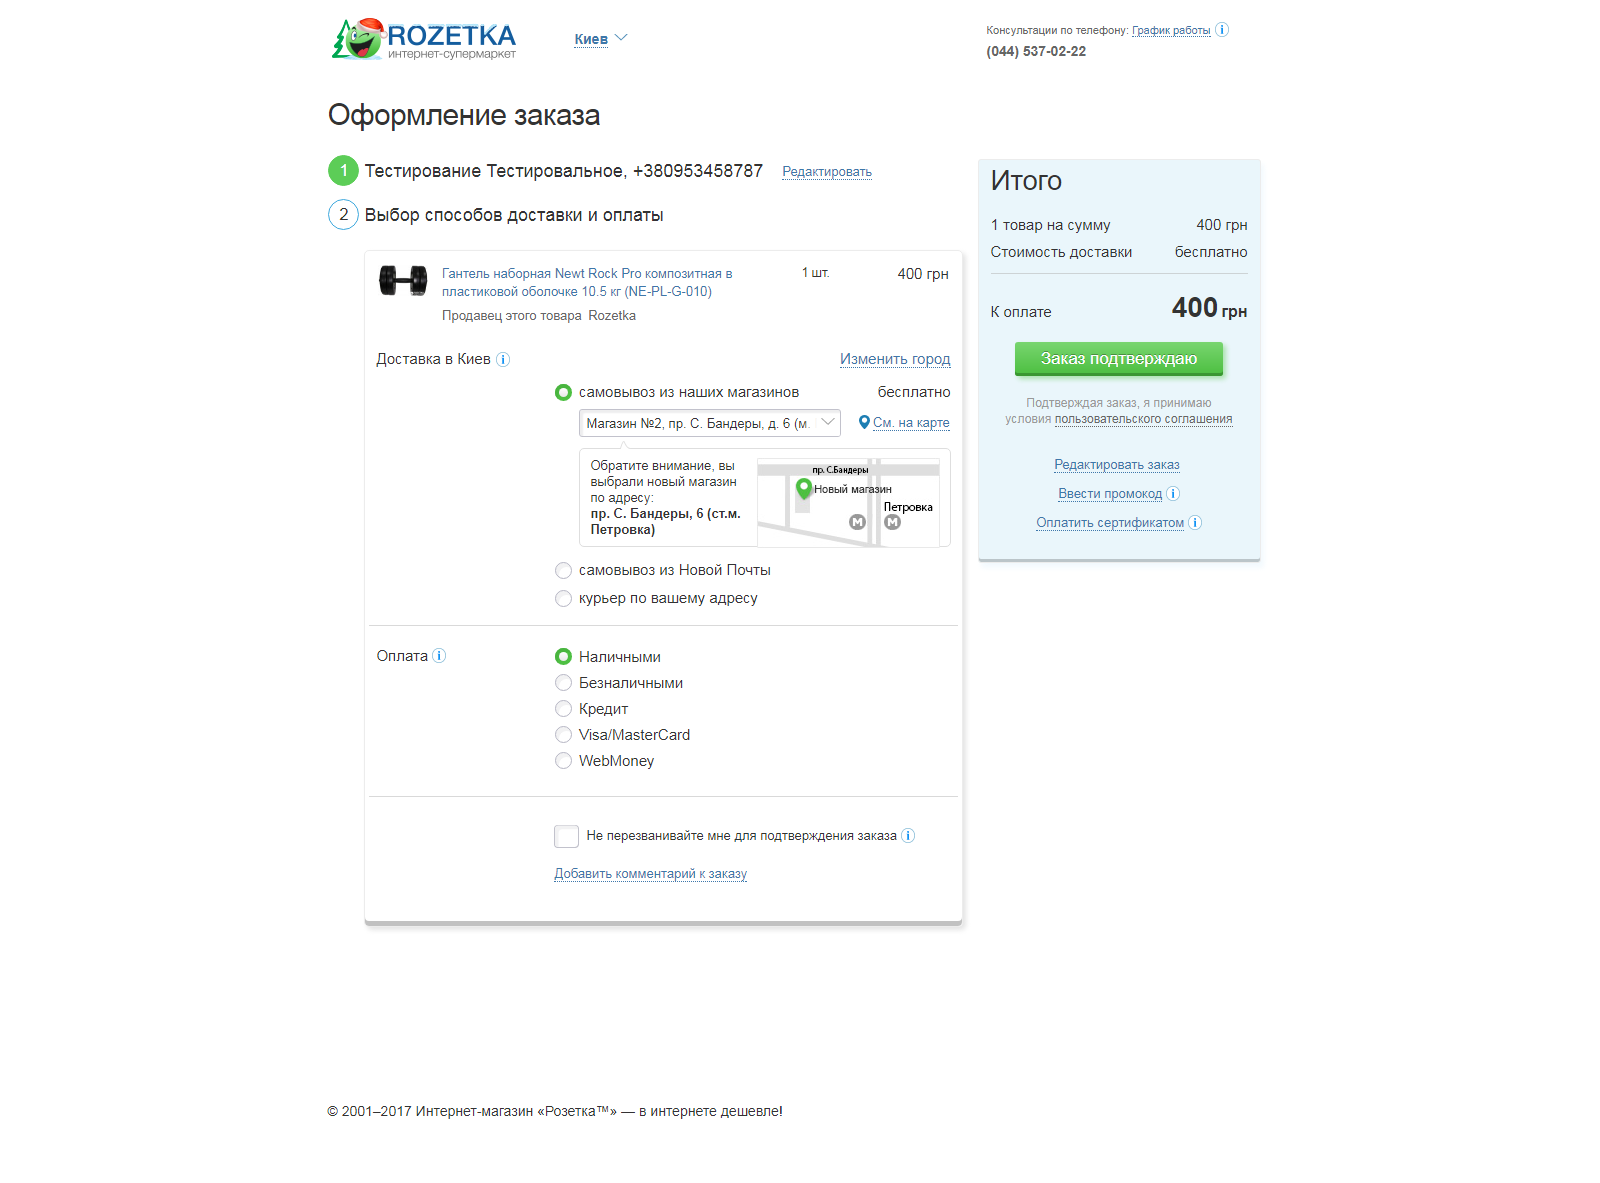 ROZETKA
интернет-супермаркет
Киев
Консультации по телефону: График работы i
(044) 537-02-22
Оформление заказа
1 Тестирование Тестировальное, +380953458787 Редактировать
2 Выбор способов доставки и оплаты
Гантель наборная Newt Rock Pro композитная в
пластиковой оболочке 10.5 кг (NE-PL-G-010)
1 шт.
400 грн
Продавец этого товара Rozetka
Доставка в Киев i
Изменить город
самовывоз из наших магазинов бесплатно
Магазин №2, пр. С. Бандеры, д. 6 (м.
См. на карте
Обратите внимание, вы
выбрали новый магазин
по адресу:
пр. С. Бандеры, 6 (ст.м.
Петровка)
пр. С.Бандеры
Новый магазин
Петровка
M M
самовывоз из Новой Почты
курьер по вашему адресу
Оплата i
Наличными
Безналичными
Кредит
Visa/MasterCard
WebMoney
Не перезванивайте мне для подтверждения заказа i
Добавить комментарий к заказу
Итого
1 товар на сумму 400 грн
Стоимость доставки бесплатно
К оплате 400 грн
Заказ подтверждаю
Подтверждая заказ, я принимаю
условия пользовательского соглашения
Редактировать заказ
Ввести промокод i
Оплатить сертификатом i
© 2001–2017 Интернет-магазин «Розетка™» — в интернете дешевле!